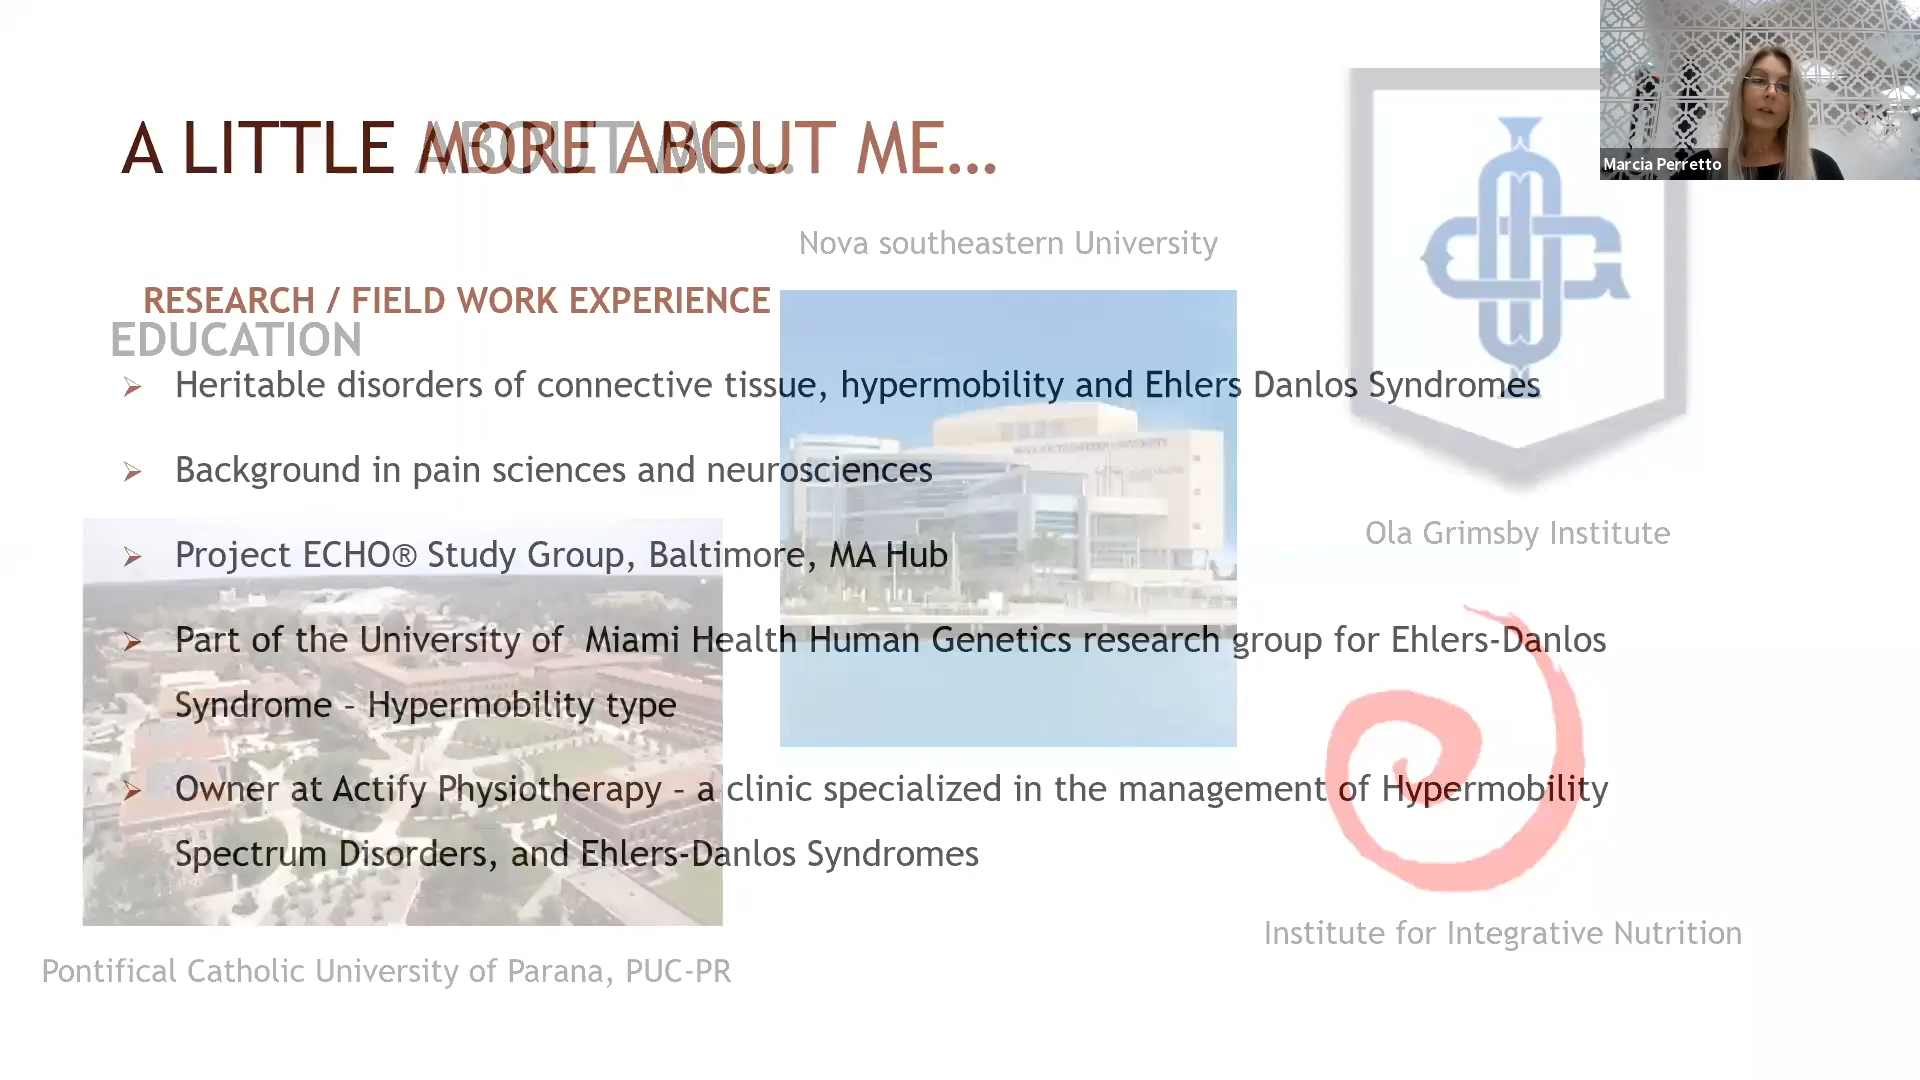 A LITTLE MORE ABOUT ME...
A LITTLE ABOUT ME...
Marcia Perretto
Nova southeastern University
RESEARCH / FIELD WORK EXPERIENCE
EDUCATION
➢ Heritable disorders of connective tissue, hypermobility and Ehlers Danlos Syndromes
➢ Background in pain sciences and neurosciences
Ola Grimsby Institute
➢ Project ECHO® Study Group, Baltimore, MA Hub
➢ Part of the University of  Miami Health Human Genetics research group for Ehlers-Danlos
Syndrome – Hypermobility type
➢ Owner at Actify Physiotherapy – a clinic specialized in the management of Hypermobility
Spectrum Disorders, and Ehlers-Danlos Syndromes
Institute for Integrative Nutrition
Pontifical Catholic University of Parana, PUC-PR